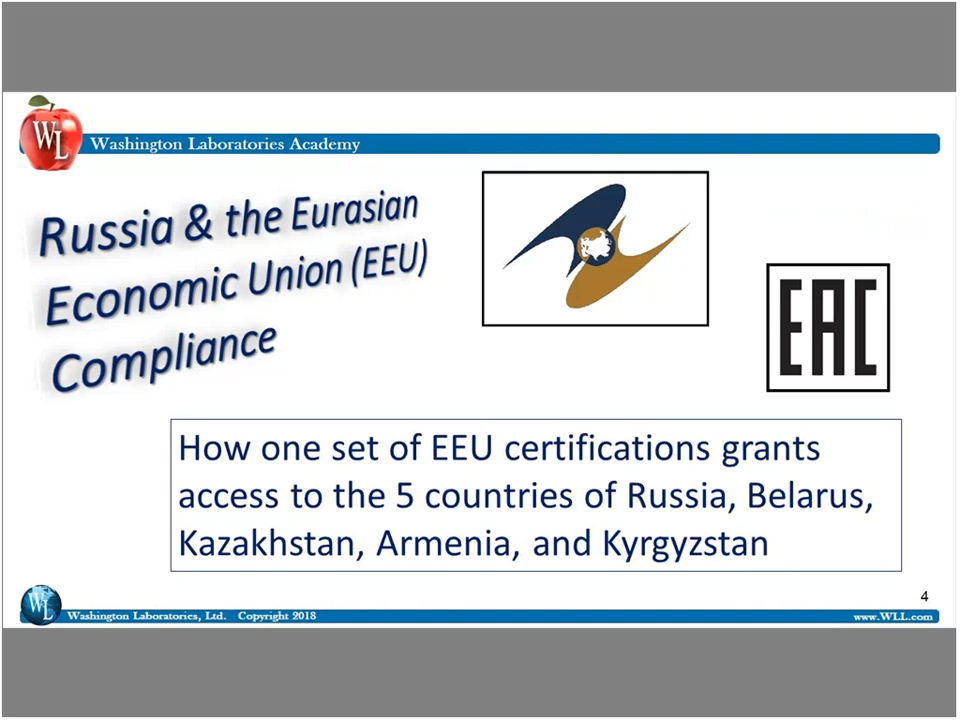 WL
Washington Laboratories Academy
Russia & the Eurasian
Economic Union (EEU)
Compliance
EAC
How one set of EEU certifications grants
access to the 5 countries of Russia, Belarus,
Kazakhstan, Armenia, and Kyrgyzstan
4
WL
Washington Laboratories, Ltd. Copyright 2018
www.WLL.com